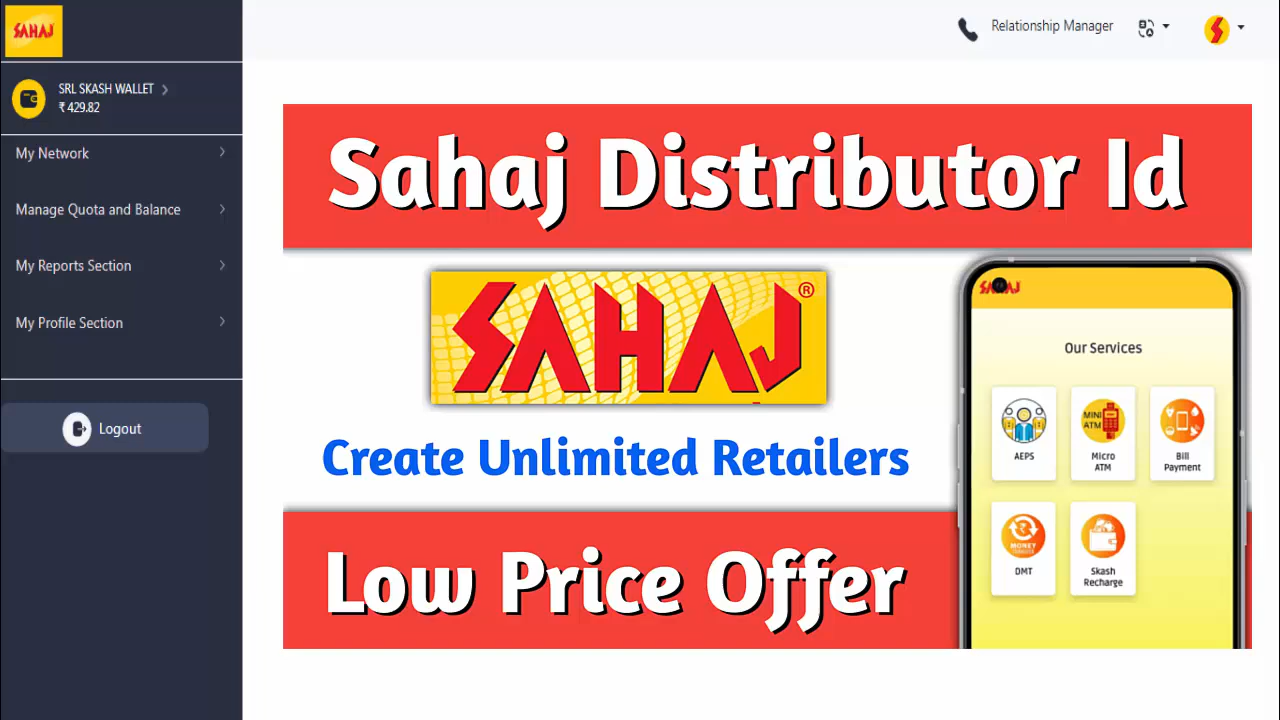 SAHAJ
Relationship Manager
SRL SKASH WALLET
₹ 429.82
My Network
Manage Quota and Balance
My Reports Section
My Profile Section
Logout
Sahaj Distributor Id
SAHAJ®
Create Unlimited Retailers
Low Price Offer
SAHAJ
Our Services
AEPS
MINI
ATM
Micro
ATM
Bill
Payment
MONEY
DMT
Skash
Recharge